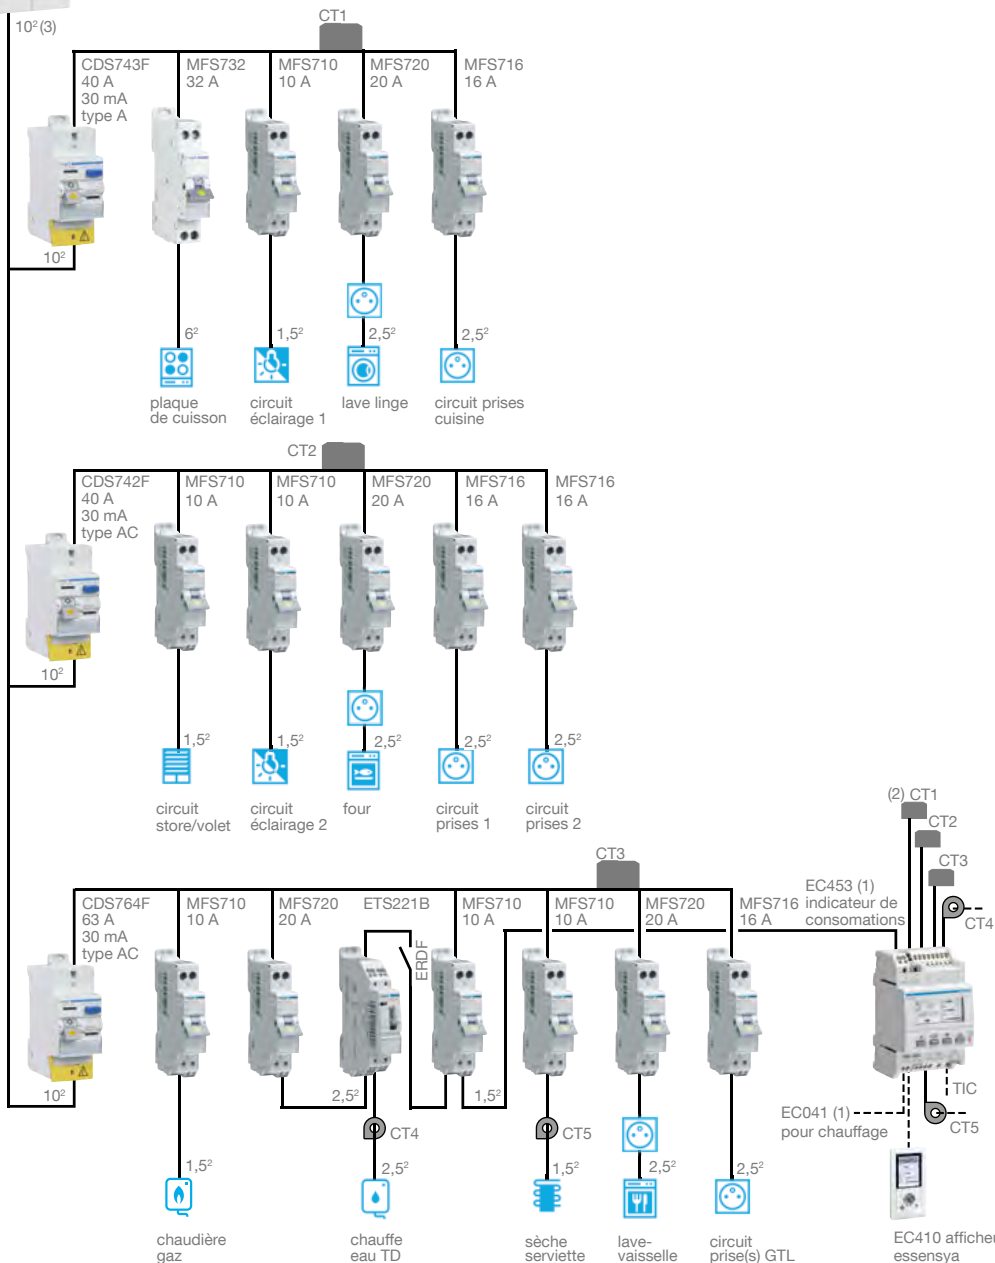 10² (3)
CT1
CDS743F
40 A
30 mA
type A
MFS732
32 A
MFS710
10 A
MFS720
20 A
MFS716
16 A
10²
6²
1,5²
2,5²
2,5²
plaque
de cuisson
circuit
éclairage 1
lave linge
circuit prises
cuisine
CT2
CDS742F
40 A
30 mA
type AC
MFS710
10 A
MFS710
10 A
MFS720
20 A
MFS716
16 A
MFS716
16 A
10²
1,5²
1,5²
2,5²
2,5²
2,5²
circuit
store/volet
circuit
éclairage 2
four
circuit
prises 1
circuit
prises 2
(2) CT1
CT2
CT3
CT4
CT3
CDS764F
63 A
30 mA
type AC
MFS710
10 A
MFS720
20 A
ETS221B
ERDF
MFS710
10 A
MFS710
10 A
MFS720
20 A
MFS716
16 A
EC453 (1)
indicateur de
consomations
10²
2,5²
1,5²
CT4
CT5
TIC
EC041 (1)
pour chauffage
CT5
1,5²
2,5²
1,5²
2,5²
2,5²
chaudière
gaz
chauffe
eau TD
sèche
serviette
lave-
vaisselle
circuit
prise(s) GTL
EC410 afficheur
essensya